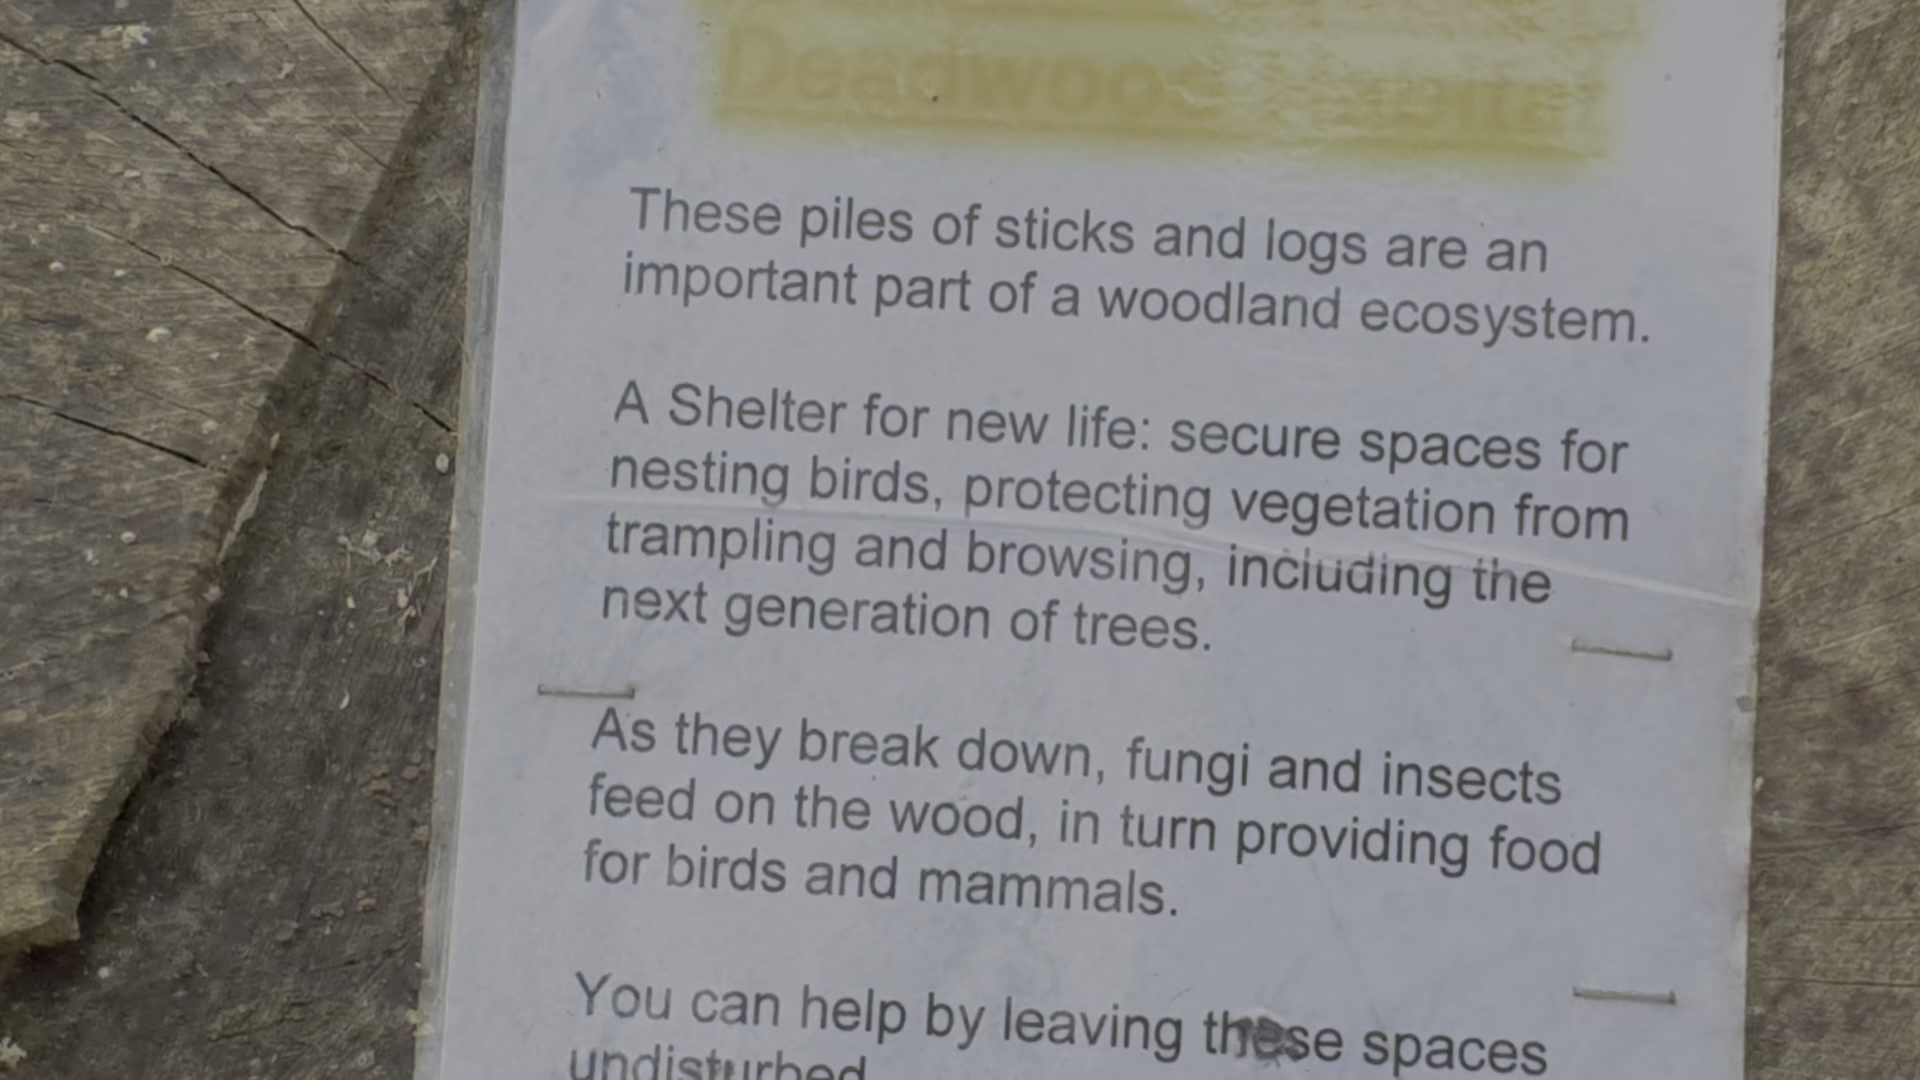 Deadwood Habitat
These piles of sticks and logs are an
important part of a woodland ecosystem.
A Shelter for new life: secure spaces for
nesting birds, protecting vegetation from
trampling and browsing, including the
next generation of trees.
As they break down, fungi and insects
feed on the wood, in turn providing food
for birds and mammals.
You can help by leaving these spaces
undisturbed